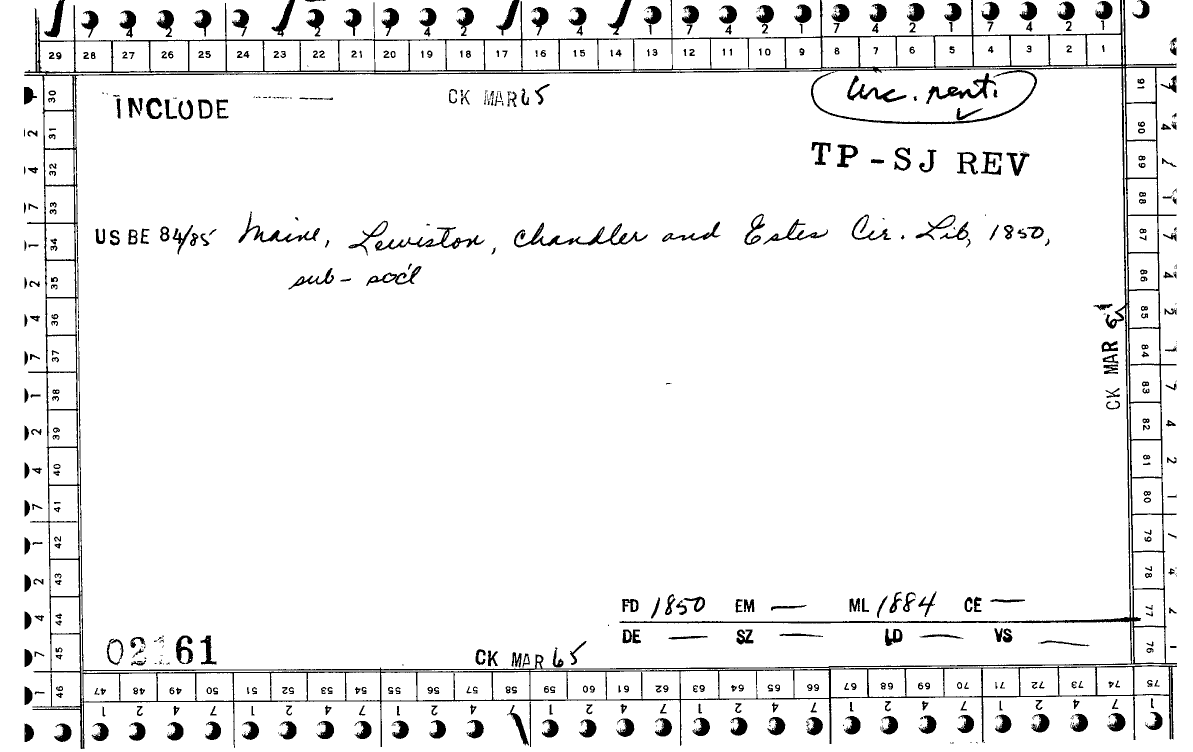 7 4 2 1 7 4 2 1 7 4 2 1 7 4 2 1
29 28 27 26 25 24 23 22 21 20 19 18 17 16 15 14 13 12 11 10 9 8 7 6 5 4 3 2 1
INCLUDE CK MAR 65
TP-SJ REV
US BE 84/85 Maine, Lewiston, Chandler and Estes Cir. Lib, 1850,
sub-soc'l
30 31 32 33 34 35 36 37 38 39 40 41 42 43 44 45 46
1 2 4 7 1 2 4 7 1 2 4 7 1 2 4 7 1
91 90 89 88 87 86 85 84 83 82 81 80 79 78 77 76 75
CK MAR
FD 1850 EM — ML 1884 CE —
DE — SZ — LD — VS —
02161 CK MAR 65
47 48 49 50 51 52 53 54 55 56 57 58 59 60 61 62 63 64 65 66 67 68 69 70 71 72 73 74 75
1 2 4 7 1 2 4 7 1 2 4 7 1 2 4 7 1 2 4 7 1 2 4 7 1 2 4 7 1